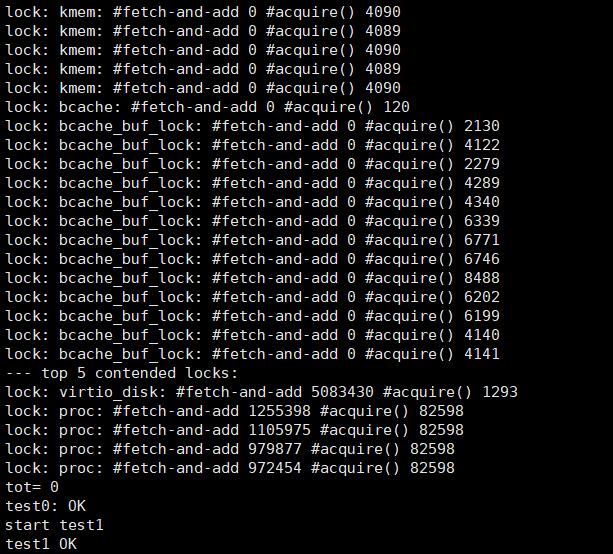 lock: kmem: #fetch-and-add 0 #acquire() 4090
lock: kmem: #fetch-and-add 0 #acquire() 4089
lock: kmem: #fetch-and-add 0 #acquire() 4090
lock: kmem: #fetch-and-add 0 #acquire() 4089
lock: kmem: #fetch-and-add 0 #acquire() 4090
lock: bcache: #fetch-and-add 0 #acquire() 120
lock: bcache_buf_lock: #fetch-and-add 0 #acquire() 2130
lock: bcache_buf_lock: #fetch-and-add 0 #acquire() 4122
lock: bcache_buf_lock: #fetch-and-add 0 #acquire() 2279
lock: bcache_buf_lock: #fetch-and-add 0 #acquire() 4289
lock: bcache_buf_lock: #fetch-and-add 0 #acquire() 4340
lock: bcache_buf_lock: #fetch-and-add 0 #acquire() 6339
lock: bcache_buf_lock: #fetch-and-add 0 #acquire() 6771
lock: bcache_buf_lock: #fetch-and-add 0 #acquire() 6746
lock: bcache_buf_lock: #fetch-and-add 0 #acquire() 8488
lock: bcache_buf_lock: #fetch-and-add 0 #acquire() 6202
lock: bcache_buf_lock: #fetch-and-add 0 #acquire() 6199
lock: bcache_buf_lock: #fetch-and-add 0 #acquire() 4140
lock: bcache_buf_lock: #fetch-and-add 0 #acquire() 4141
--- top 5 contended locks:
lock: virtio_disk: #fetch-and-add 5083430 #acquire() 1293
lock: proc: #fetch-and-add 1255398 #acquire() 82598
lock: proc: #fetch-and-add 1105975 #acquire() 82598
lock: proc: #fetch-and-add 979877 #acquire() 82598
lock: proc: #fetch-and-add 972454 #acquire() 82598
tot= 0
test0: OK
start test1
test1 OK